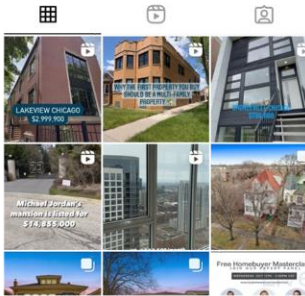 LAKEVIEW CHICAGO
$2,999,900
WHY THE FIRST PROPERTY YOU BUY
SHOULD BE A MULTI-FAMILY
PROPERTY
Michael Jordan's
mansion is listed for
$14,855,000
Free Homebuyer Masterclass